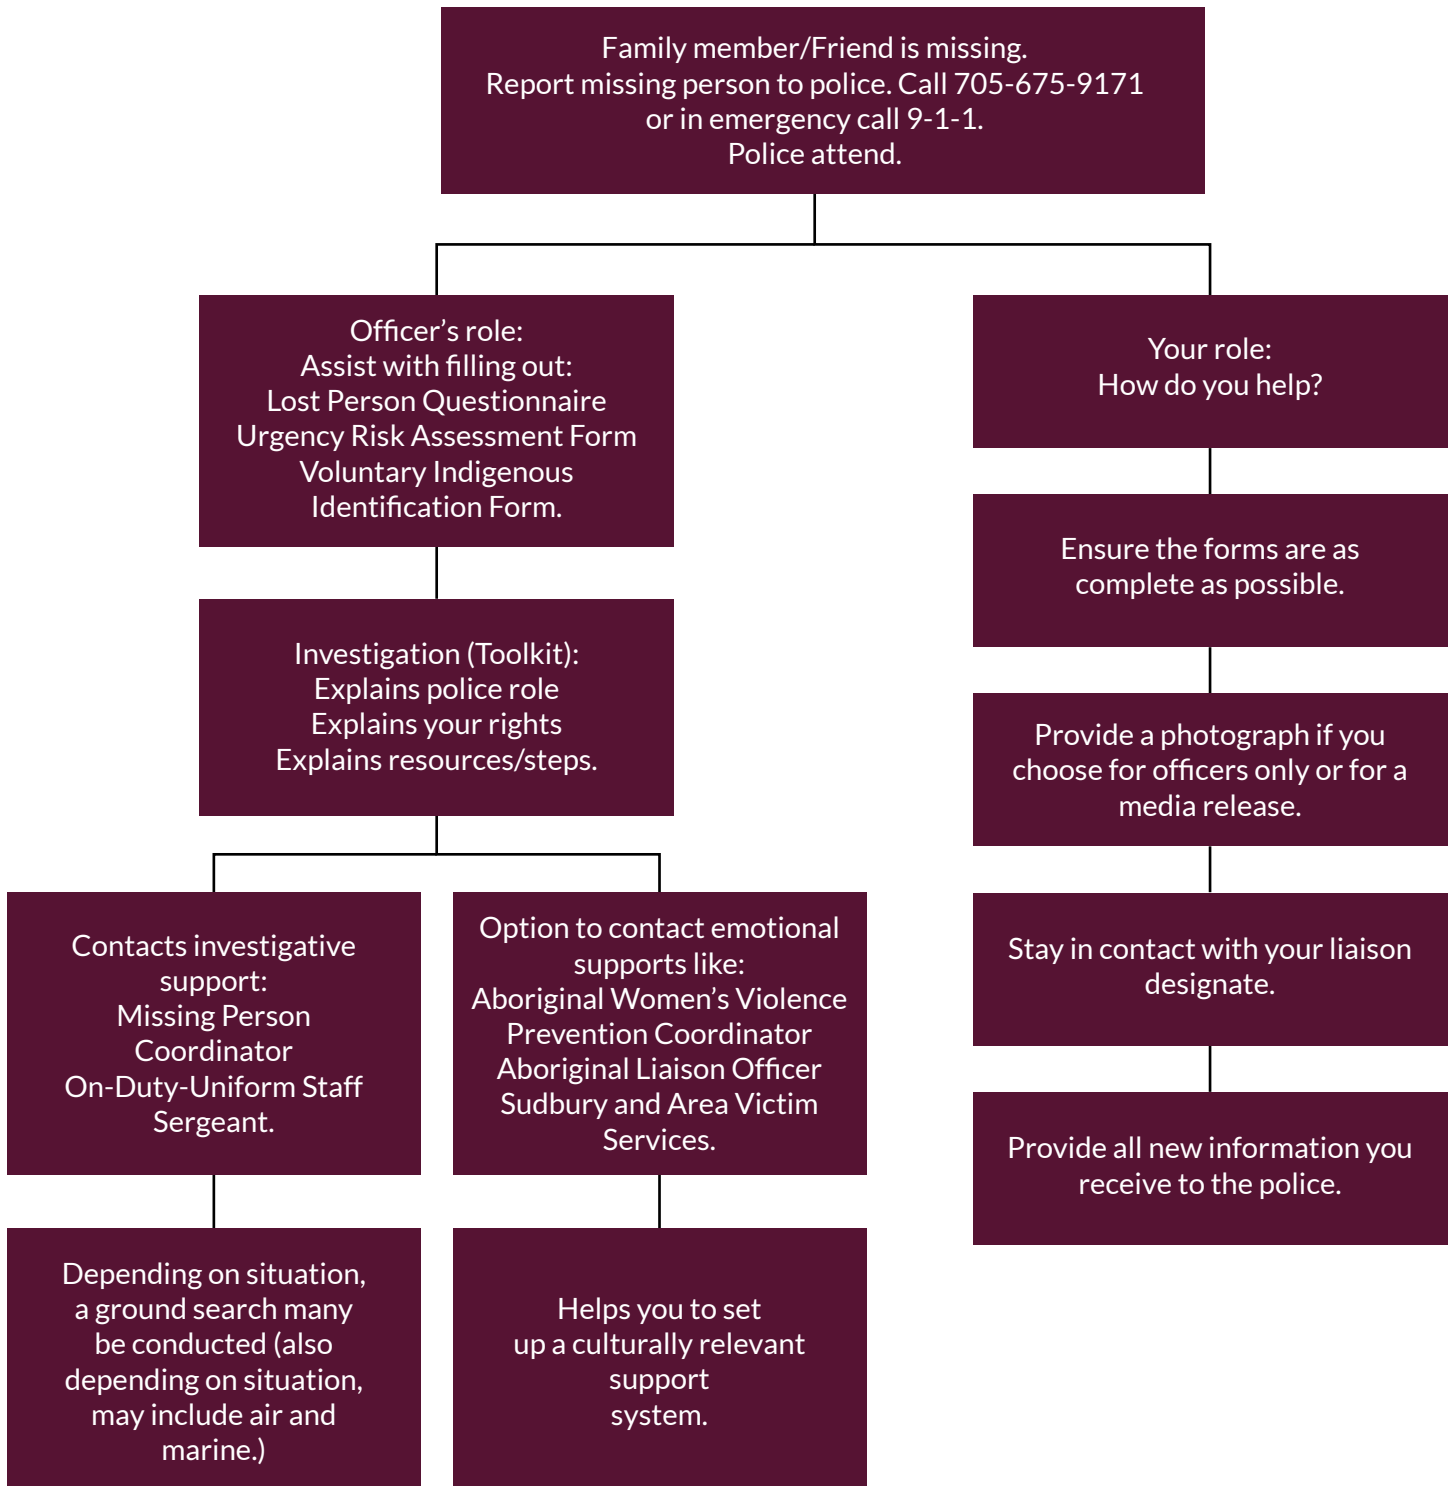 Family member/Friend is missing.
Report missing person to police. Call 705-675-9171
or in emergency call 9-1-1.
Police attend.
Officer’s role:
Assist with filling out:
Lost Person Questionnaire
Urgency Risk Assessment Form
Voluntary Indigenous
Identification Form.
Investigation (Toolkit):
Explains police role
Explains your rights
Explains resources/steps.
Contacts investigative
support:
Missing Person
Coordinator
On-Duty-Uniform Staff
Sergeant.
Depending on situation,
a ground search many
be conducted (also
depending on situation,
may include air and
marine.)
Option to contact emotional
supports like:
Aboriginal Women’s Violence
Prevention Coordinator
Aboriginal Liaison Officer
Sudbury and Area Victim
Services.
Helps you to set
up a culturally relevant
support
system.
Your role:
How do you help?
Ensure the forms are as
complete as possible.
Provide a photograph if you
choose for officers only or for a
media release.
Stay in contact with your liaison
designate.
Provide all new information you
receive to the police.